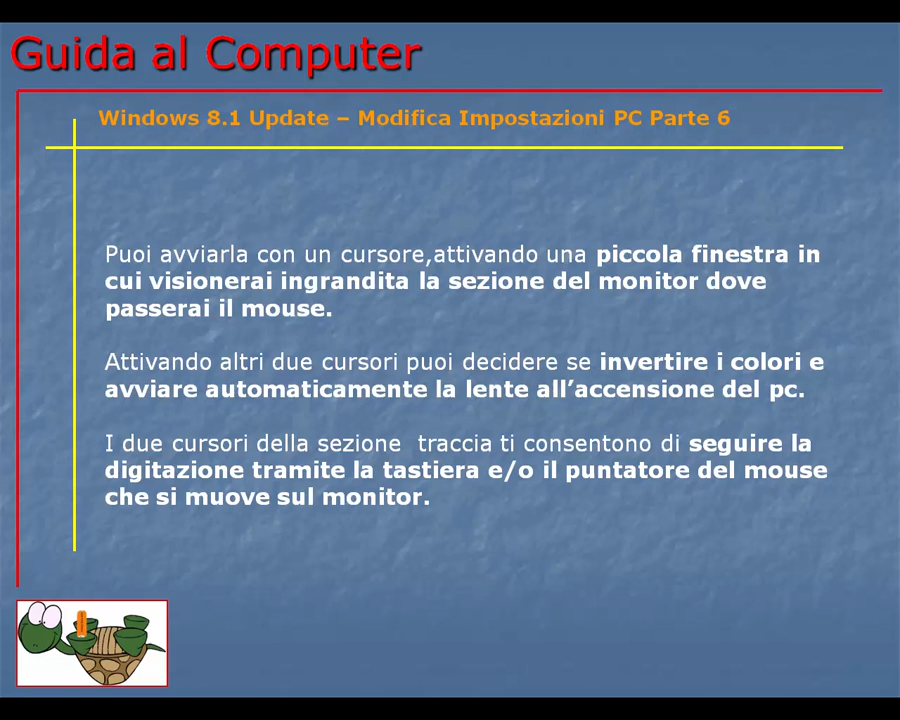 Guida al Computer
Windows 8.1 Update – Modifica Impostazioni PC Parte 6
Puoi avviarla con un cursore,attivando una piccola finestra in
cui visionerai ingrandita la sezione del monitor dove
passerai il mouse.
Attivando altri due cursori puoi decidere se invertire i colori e
avviare automaticamente la lente all’accensione del pc.
I due cursori della sezione  traccia ti consentono di seguire la
digitazione tramite la tastiera e/o il puntatore del mouse
che si muove sul monitor.